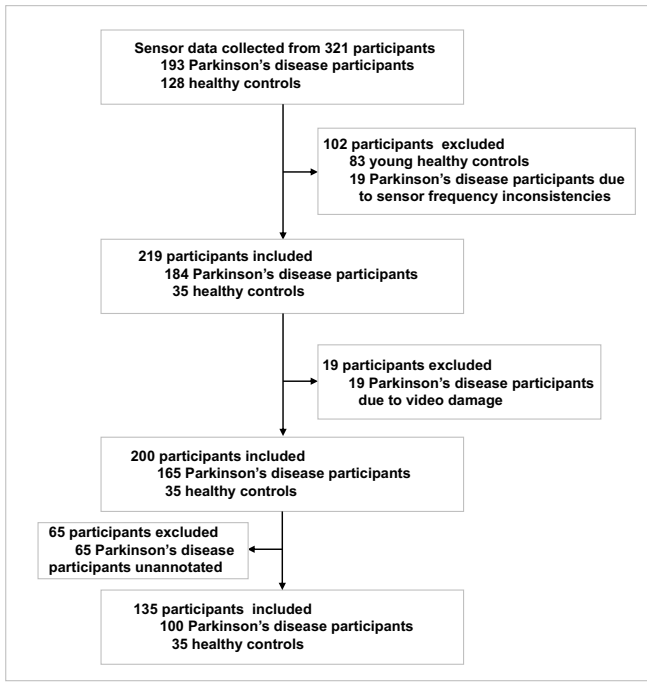 Sensor data collected from 321 participants
193 Parkinson's disease participants
128 healthy controls
102 participants excluded
83 young healthy controls
19 Parkinson's disease participants due
to sensor frequency inconsistencies
219 participants included
184 Parkinson's disease participants
35 healthy controls
19 participants excluded
19 Parkinson's disease participants
due to video damage
200 participants included
165 Parkinson's disease participants
35 healthy controls
65 participants excluded
65 Parkinson's disease
participants unannotated
135 participants included
100 Parkinson's disease participants
35 healthy controls